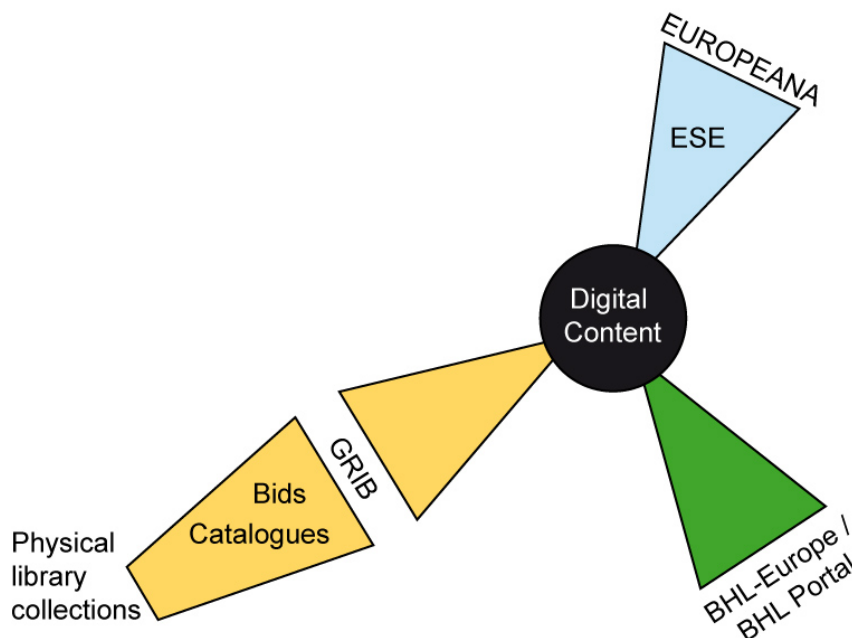 EUROPEANA
ESE
Digital
Content
GRIB
Bids
Catalogues
Physical
library
collections
BHL-Europe /
BHL Portal